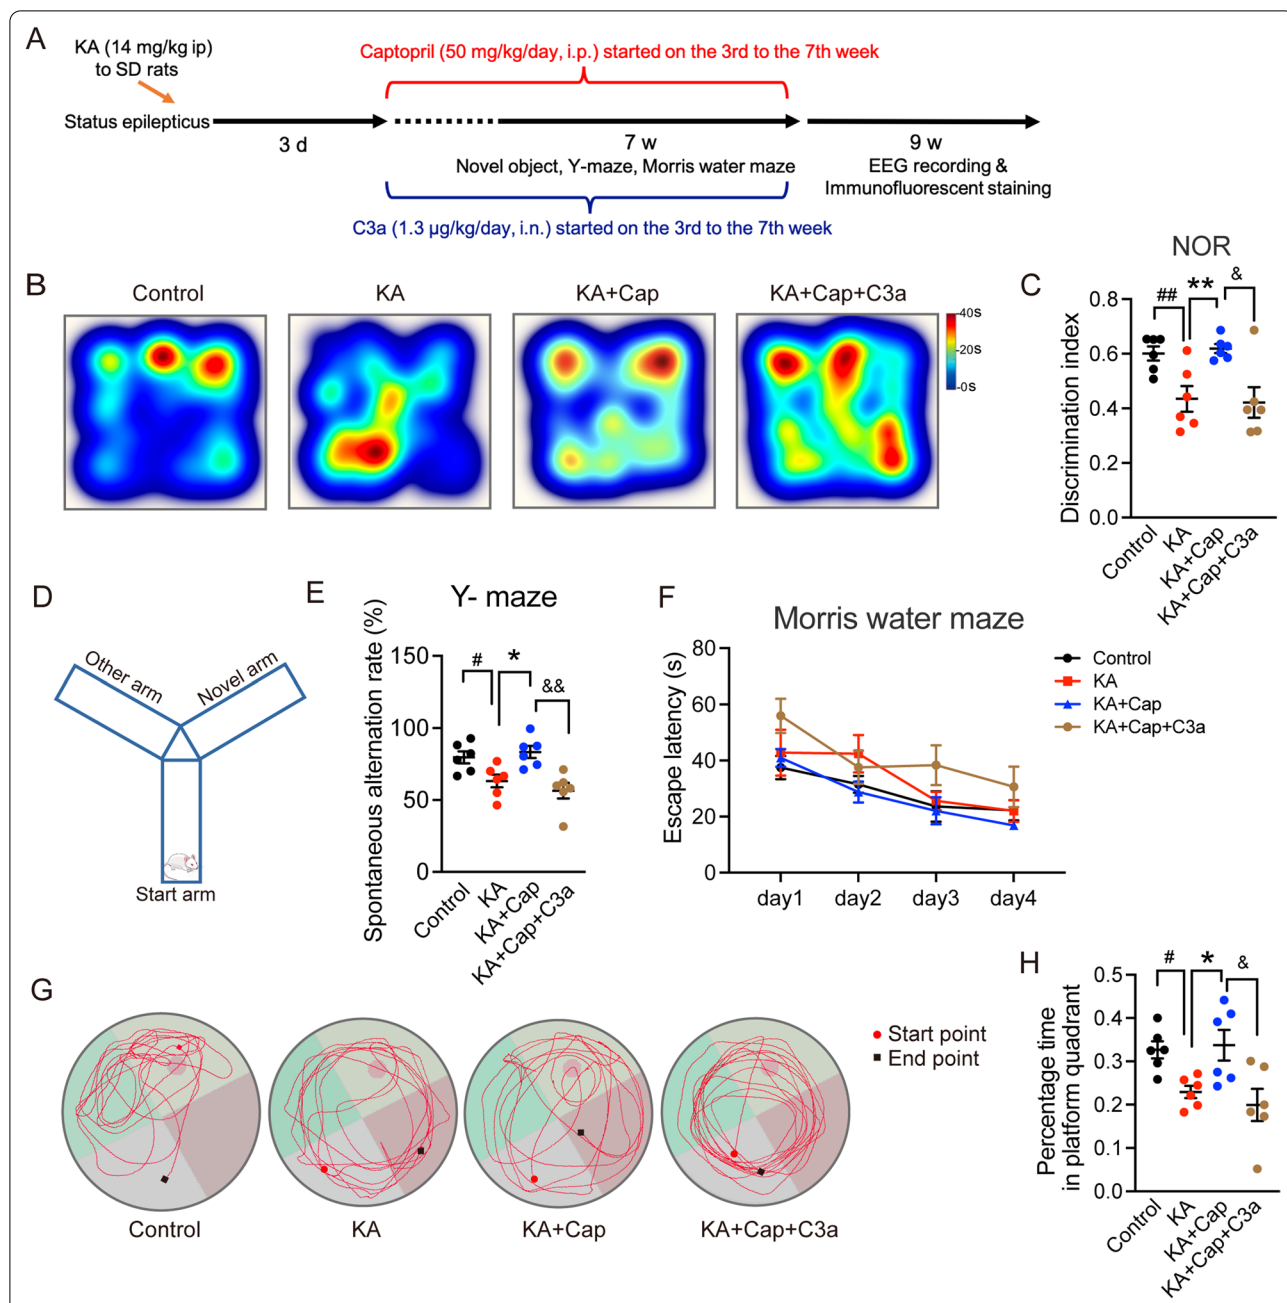 A
KA (14 mg/kg ip)
to SD rats
Status epilepticus
Captopril (50 mg/kg/day, i.p.) started on the 3rd to the 7th week
3 d
7 w
9 w
Novel object, Y-maze, Morris water maze
EEG recording &
Immunofluorescent staining
C3a (1.3 µg/kg/day, i.n.) started on the 3rd to the 7th week
B
Control
KA
KA+Cap
KA+Cap+C3a
40S
20S
0S
C
NOR
Discrimination index
0.8
0.6
0.4
0.2
0.0
##
**
&
Control
KA
KA+Cap
KA+Cap+C3a
D
Other arm
Novel arm
Start arm
E
Y- maze
Spontaneous alternation rate (%)
150
100
50
0
#
*
&&
Control
KA
KA+Cap
KA+Cap+C3a
F
Morris water maze
Escape latency (s)
80
60
40
20
0
day1
day2
day3
day4
Control
KA
KA+Cap
KA+Cap+C3a
G
Control
KA
KA+Cap
KA+Cap+C3a
Start point
End point
H
Percentage time
in platform quadrant
0.5
0.4
0.3
0.2
0.1
0.0
#
*
&
Control
KA
KA+Cap
KA+Cap+C3a